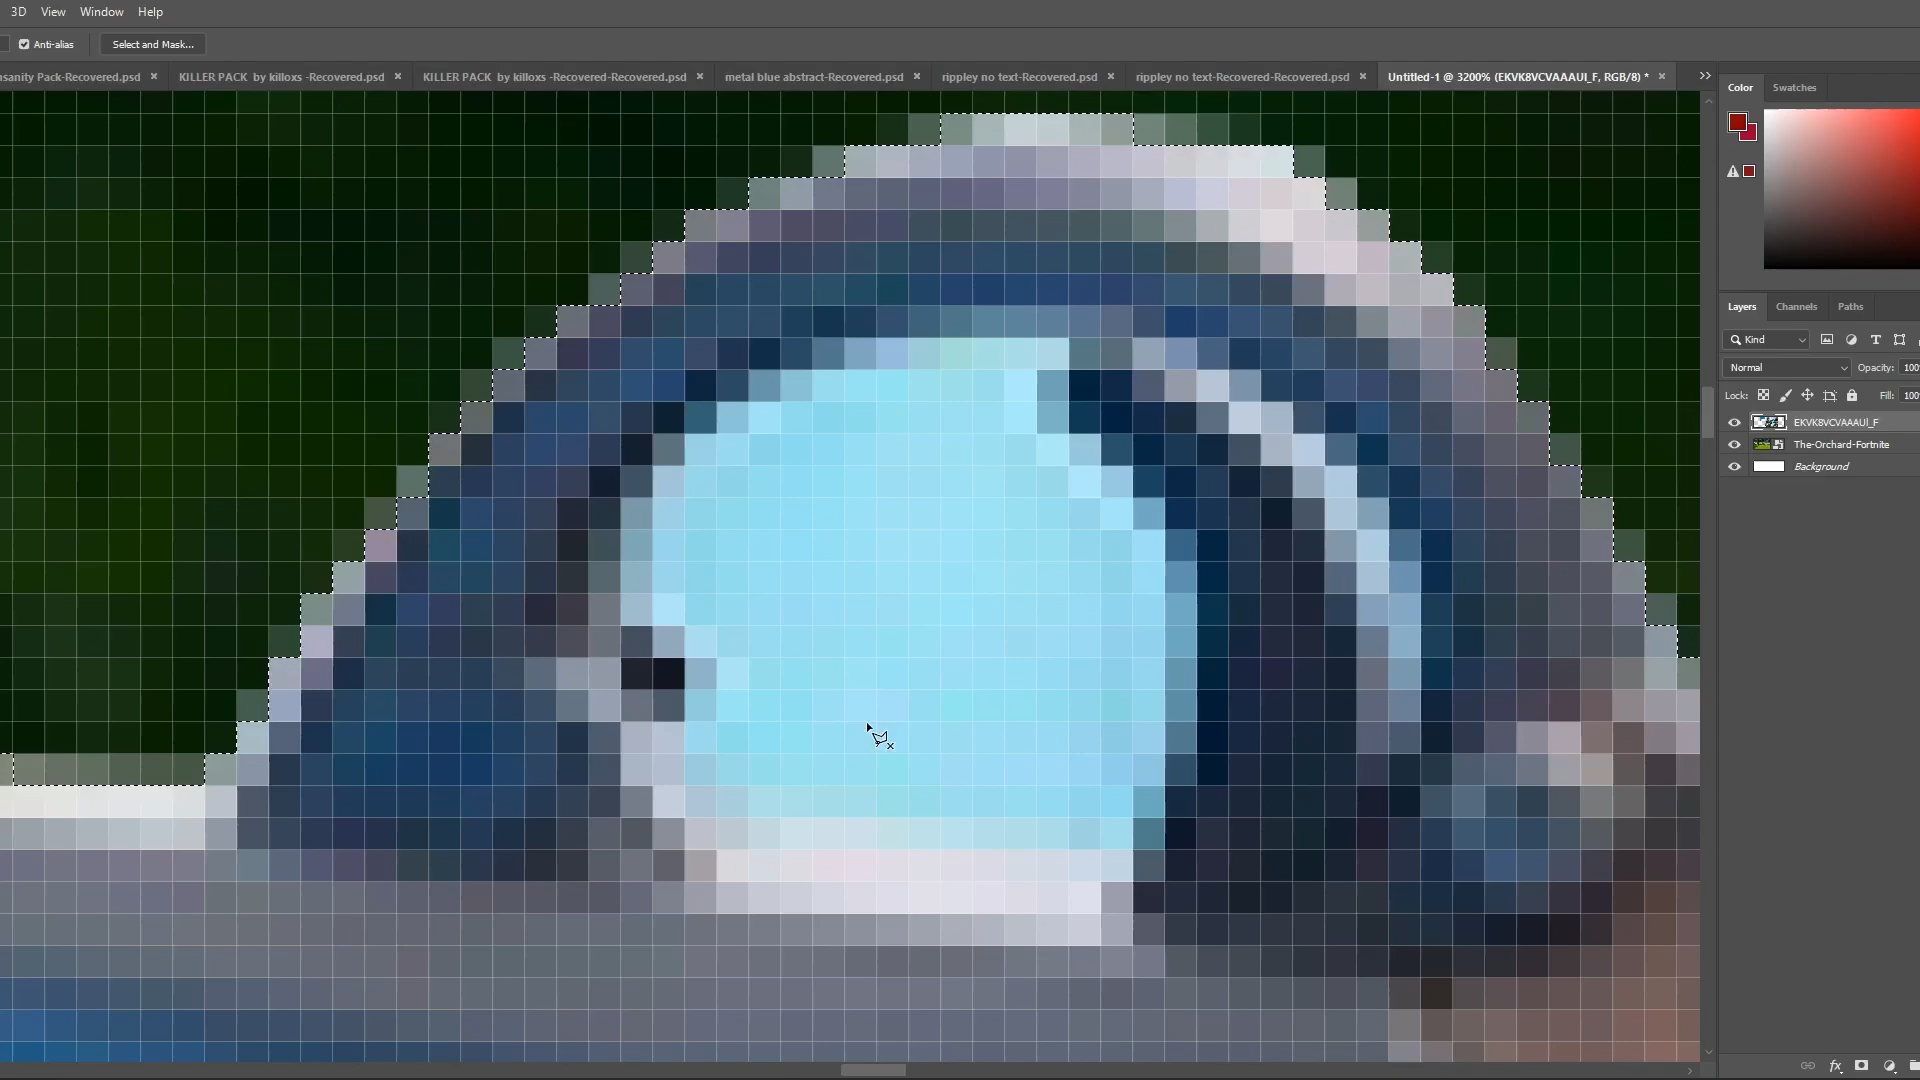 3D View Window Help
Anti-alias Select and Mask...
nsanity Pack-Recovered.psd × KILLER PACK by killoxs -Recovered.psd × KILLER PACK by killoxs -Recovered-Recovered.psd × metal blue abstract-Recovered.psd × rippley no text-Recovered.psd × rippley no text-Recovered-Recovered.psd × Untitled-1 @ 3200% (EKVK8VCVAAAUI_F, RGB/8) * ×
Color Swatches
Layers Channels Paths
Kind
Normal Opacity: 100
Lock: Fill: 100
EKVK8VCVAAAUI_F
The-Orchard-Fortnite
Background
fx